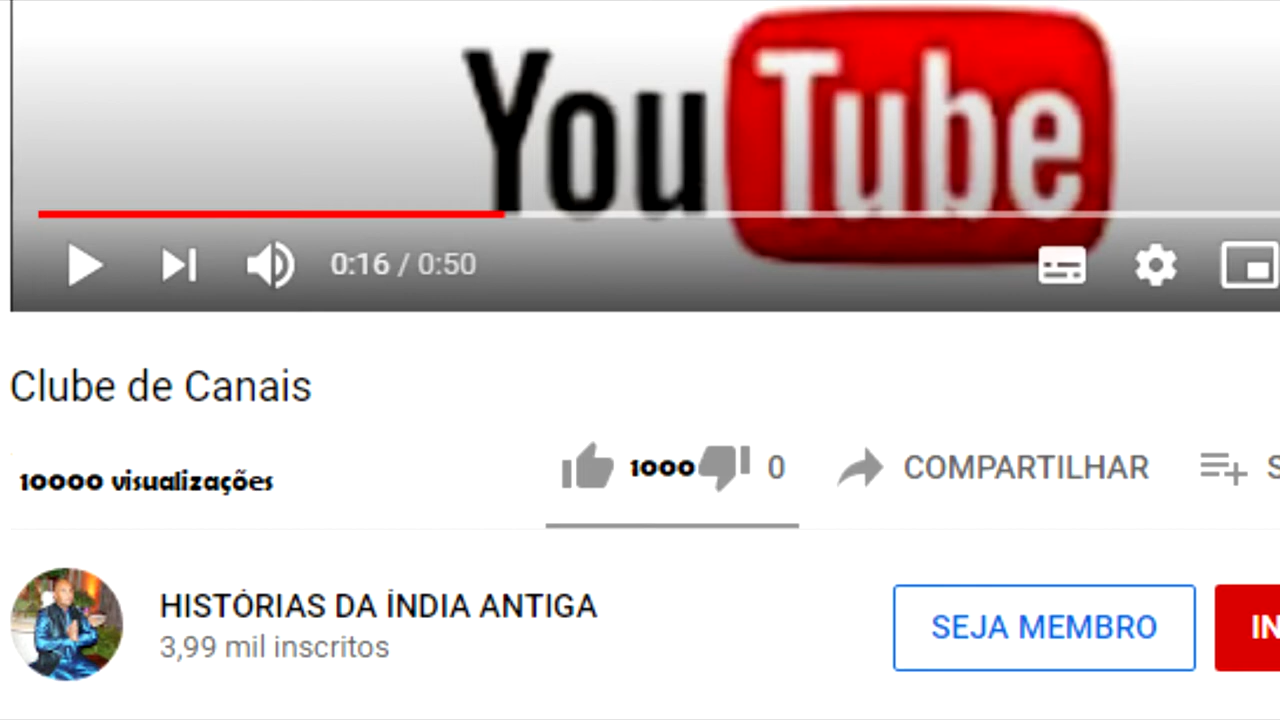 YouTube
0:16 / 0:50
Clube de Canais
10000 visualizações
1000 0 COMPARTILHAR S
HISTÓRIAS DA ÍNDIA ANTIGA
3,99 mil inscritos
SEJA MEMBRO IN